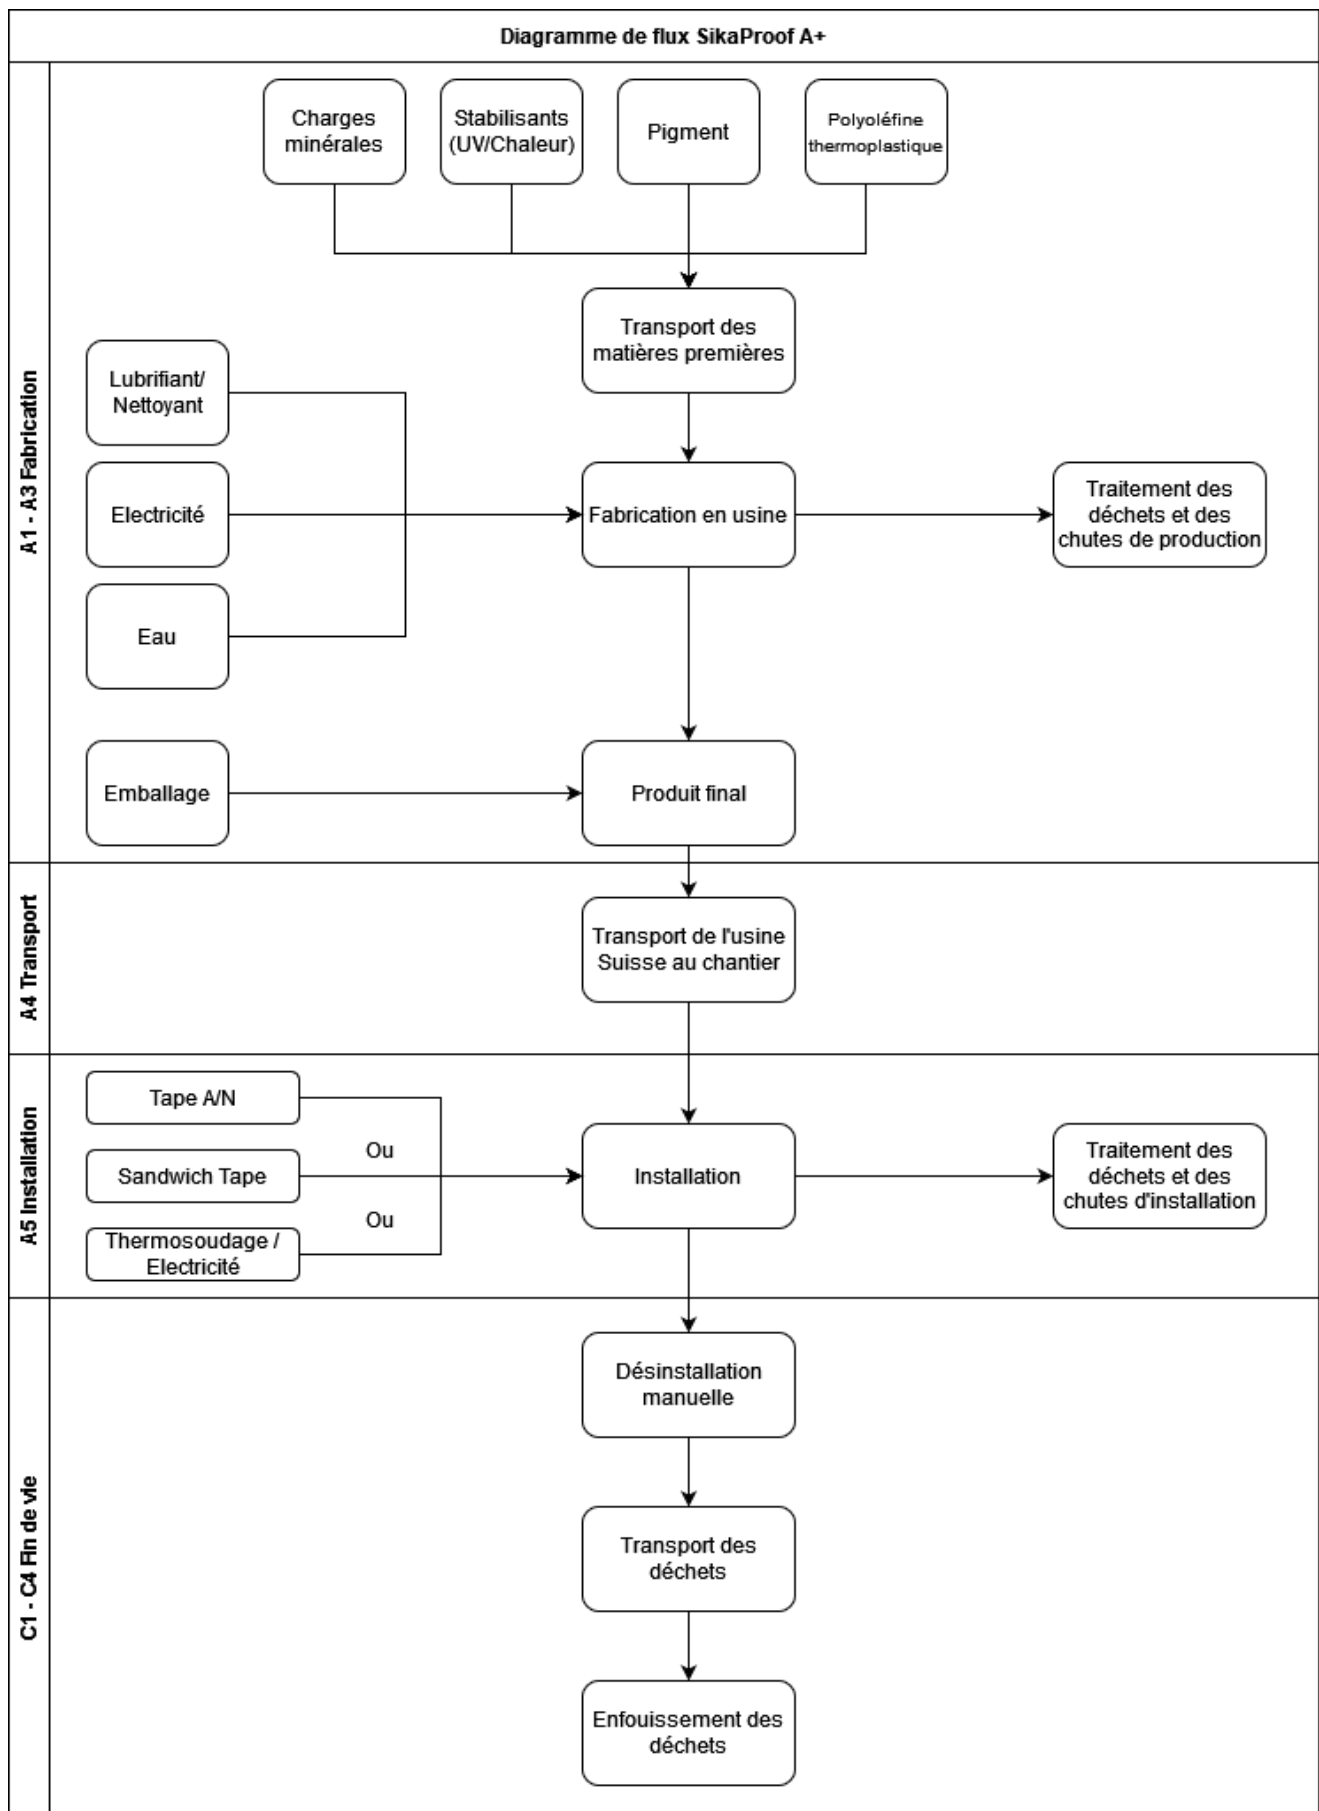 Diagramme de flux SikaProof A+
A1 - A3 Fabrication
Charges
minérales
Stabilisants
(UV/Chaleur)
Pigment
Polyoléfine
thermoplastique
Transport des
matières premières
Lubrifiant/
Nettoyant
Electricité
Eau
Fabrication en usine
Traitement des
déchets et des
chutes de production
Emballage
Produit final
A4 Transport
Transport de l'usine
Suisse au chantier
A5 Installation
Tape A/N
Ou
Sandwich Tape
Ou
Thermosoudage /
Electricité
Installation
Traitement des
déchets et des
chutes d'installation
C1 - C4 Fin de vie
Désinstallation
manuelle
Transport des
déchets
Enfouissement des
déchets